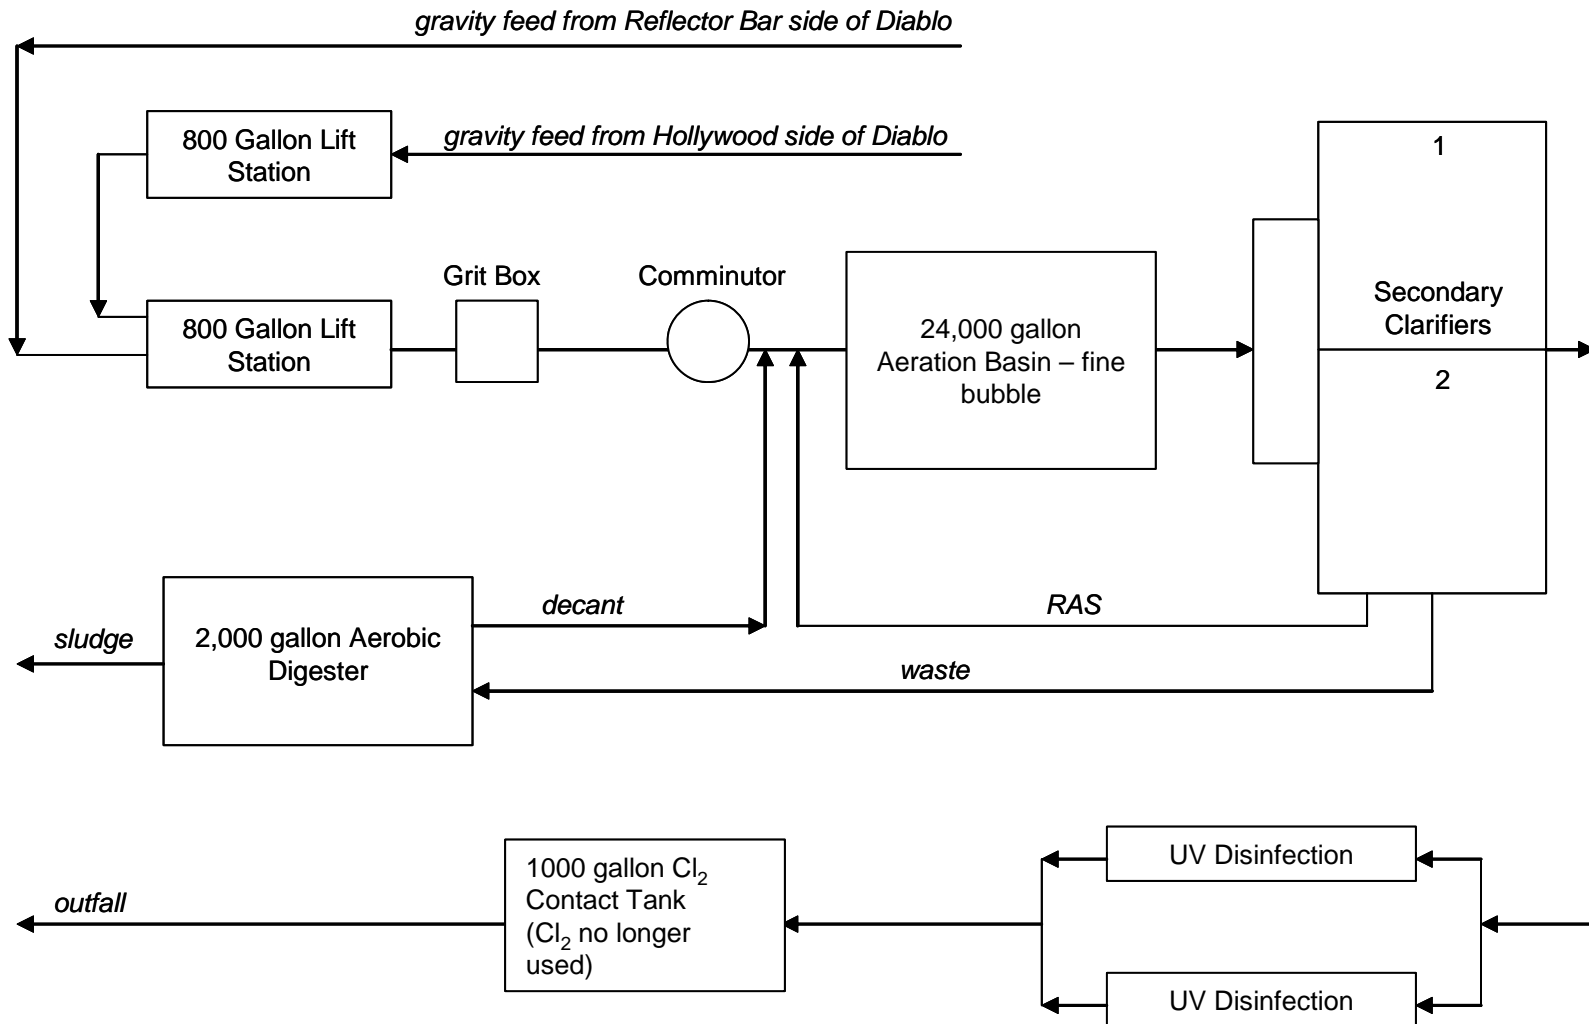 gravity feed from Reflector Bar side of Diablo
800 Gallon Lift
Station
gravity feed from Hollywood side of Diablo
1
Grit Box
Comminutor
800 Gallon Lift
Station
24,000 gallon
Aeration Basin – fine
bubble
Secondary
Clarifiers
2
decant
RAS
sludge
2,000 gallon Aerobic
Digester
waste
UV Disinfection
1000 gallon Cl₂
Contact Tank
(Cl₂ no longer
used)
outfall
UV Disinfection